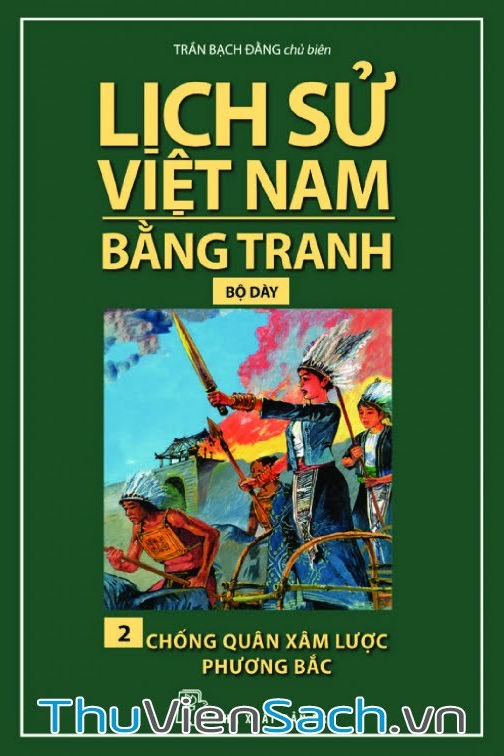 TRẦN BẠCH ĐẰNG chủ biên
LỊCH SỬ
VIỆT NAM
BẰNG TRANH
BỘ DÀY
2 CHỐNG QUÂN XÂM LƯỢC
PHƯƠNG BẮC
ThuVienSach.vn